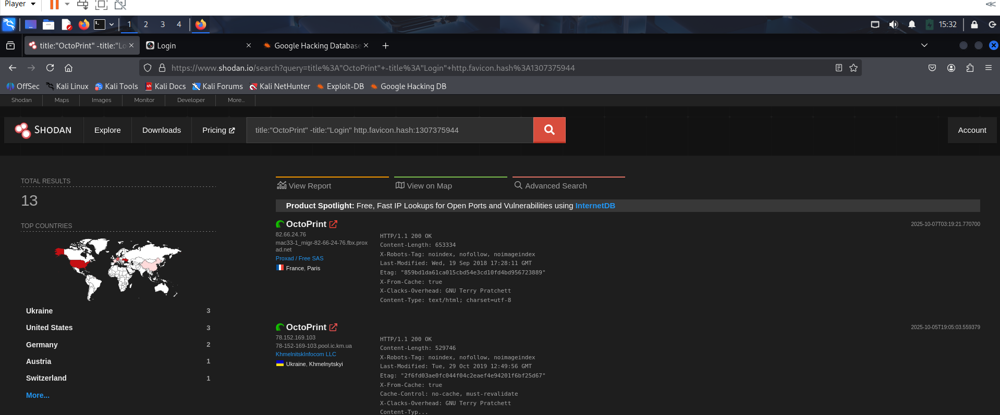 Player
1 2 3 4
15:32
title:"OctoPrint" -title:"Lo
Login
Google Hacking Database
https://www.shodan.io/search?query=title%3A"OctoPrint"+-title%3A"Login"+http.favicon.hash%3A1307375944
OffSec Kali Linux Kali Tools Kali Docs Kali Forums Kali NetHunter Exploit-DB Google Hacking DB
Shodan Maps Images Monitor Developer More...
SHODAN Explore Downloads Pricing title:"OctoPrint" -title:"Login" http.favicon.hash:1307375944 Account
TOTAL RESULTS
13
TOP COUNTRIES
Ukraine 3
United States 3
Germany 2
Austria 1
Switzerland 1
More...
View Report View on Map Advanced Search
Product Spotlight: Free, Fast IP Lookups for Open Ports and Vulnerabilities using InternetDB
OctoPrint
2025-10-07T03:19:21.770700
82.66.24.76
mac33-1_migr-82-66-24-76.fbx.prox
ad.net
Proxad / Free SAS
France, Paris
HTTP/1.1 200 OK
Content-Length: 653334
X-Robots-Tag: noindex, nofollow, noimageindex
Last-Modified: Wed, 19 Sep 2018 17:28:11 GMT
Etag: "859bd1da61ca015cbd54e3cd10fd4bd956723889"
X-From-Cache: true
X-Clacks-Overhead: GNU Terry Pratchett
Content-Type: text/html; charset=utf-8
OctoPrint
2025-10-05T19:05:03.559379
78.152.169.103
78-152-169-103.pool.ic.km.ua
KhmelnitskInfocom LLC
Ukraine, Khmelnytskyi
HTTP/1.1 200 OK
Content-Length: 529746
X-Robots-Tag: noindex, nofollow, noimageindex
Last-Modified: Tue, 29 Oct 2019 12:49:56 GMT
Etag: "2f6fd03ae0fc044f04c2eaef4e94201f6bf25d67"
X-From-Cache: true
Cache-Control: no-cache, must-revalidate
X-Clacks-Overhead: GNU Terry Pratchett
Content-Typ...